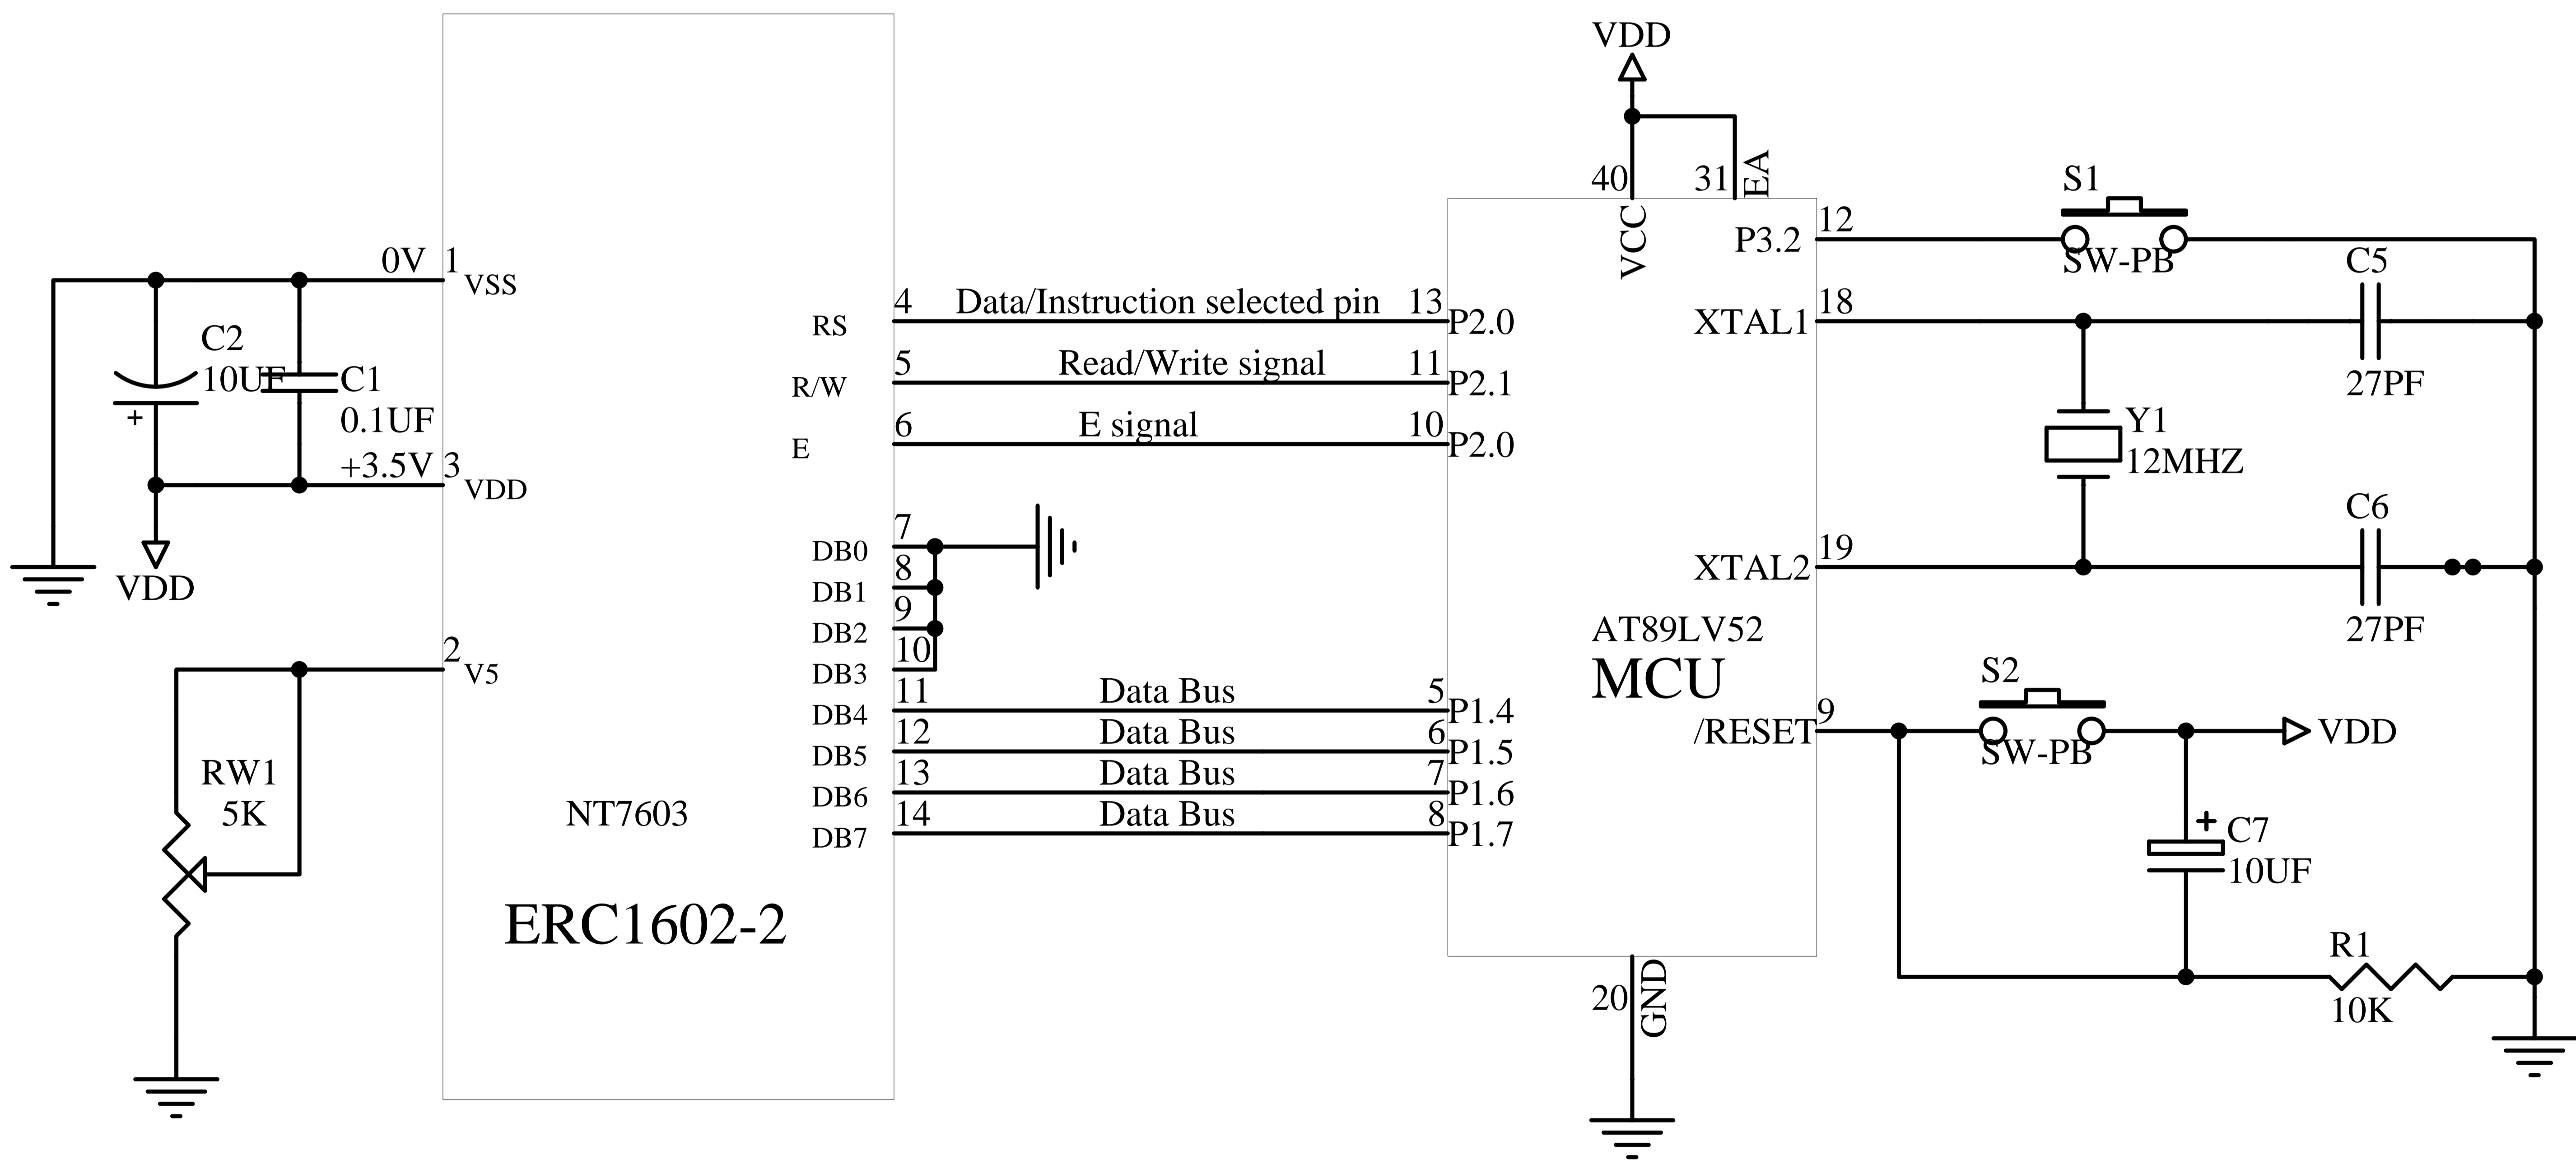 0V 1
VSS
C2
10UF
C1
0.1UF
+3.5V 3
VDD
VDD
2
V5
RW1
5K
NT7603
ERC1602-2
RS
4 Data/Instruction selected pin 13
P2.0
R/W
5 Read/Write signal 11
P2.1
E
6 E signal 10
P2.0
7
DB0
8
DB1
9
DB2
10
DB3
11 Data Bus 5
DB4
P1.4
12 Data Bus 6
DB5
P1.5
13 Data Bus 7
DB6
P1.6
14 Data Bus 8
DB7
P1.7
VDD
40
VCC
31
EA
P3.2
12
S1
SW-PB
XTAL1
18
C5
27PF
+
Y1
12MHZ
XTAL2
19
C6
27PF
AT89LV52
MCU
/RESET
9
S2
SW-PB
VDD
+
C7
10UF
R1
10K
20
GND